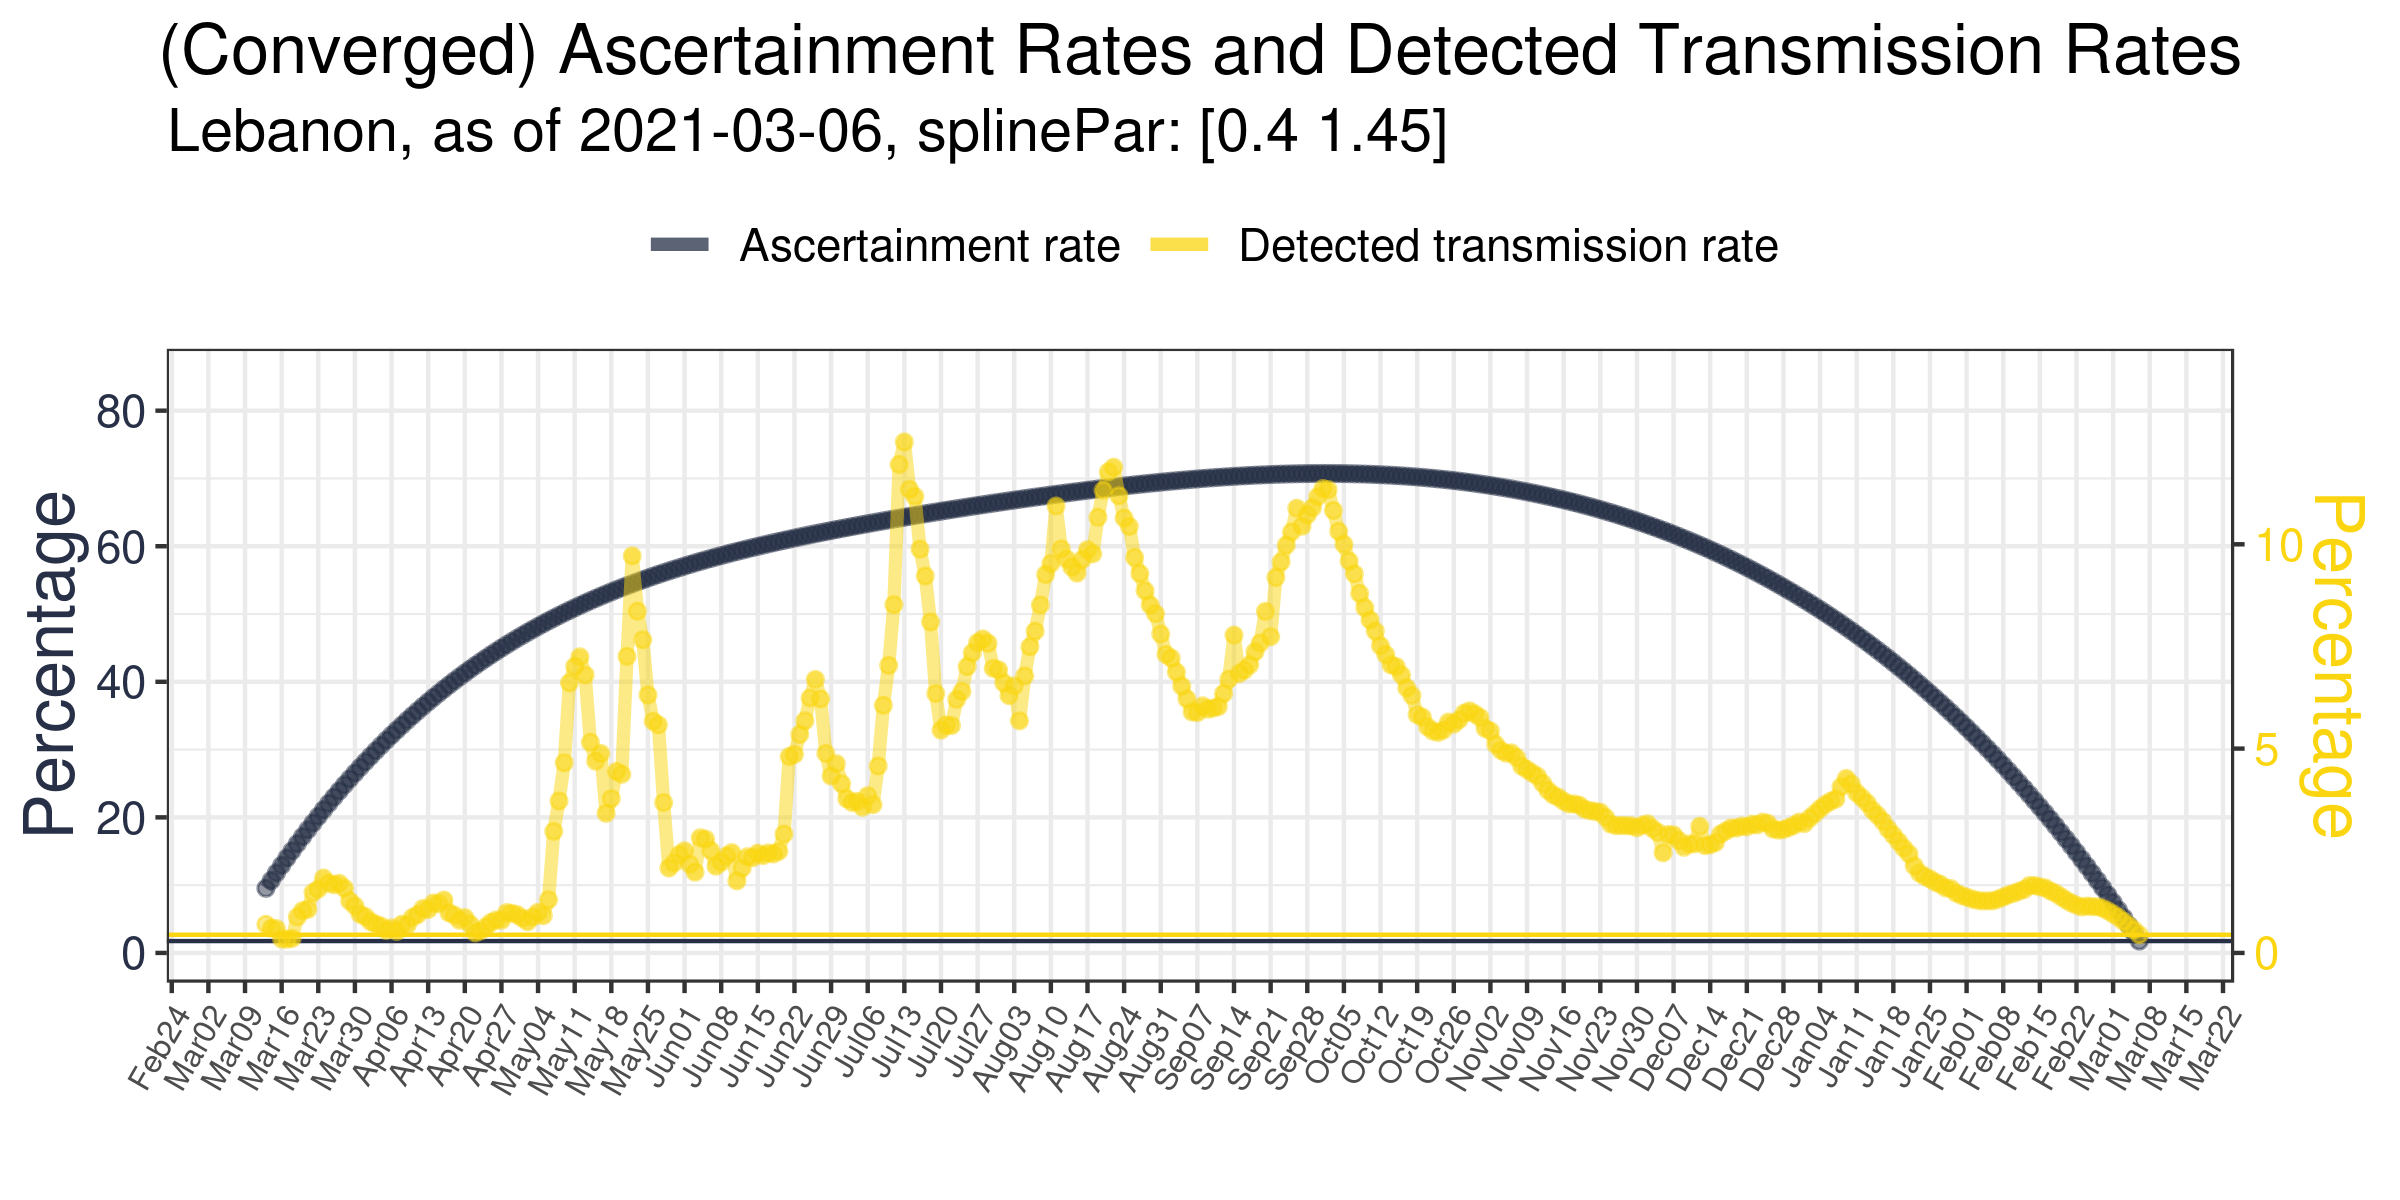 (Converged) Ascertainment Rates and Detected Transmission Rates
Lebanon, as of 2021-03-06, splinePar: [0.4 1.45]
Ascertainment rate
Detected transmission rate
Percentage
80
60
40
20
0
Percentage
10
5
0
Feb24
Mar02
Mar09
Mar16
Mar23
Mar30
Apr06
Apr13
Apr20
Apr27
May04
May11
May18
May25
Jun01
Jun08
Jun15
Jun22
Jun29
Jul06
Jul13
Jul20
Jul27
Aug03
Aug10
Aug17
Aug24
Aug31
Sep07
Sep14
Sep21
Sep28
Oct05
Oct12
Oct19
Oct26
Nov02
Nov09
Nov16
Nov23
Nov30
Dec07
Dec14
Dec21
Dec28
Jan04
Jan11
Jan18
Jan25
Feb01
Feb08
Feb15
Feb22
Mar01
Mar08
Mar15
Mar22